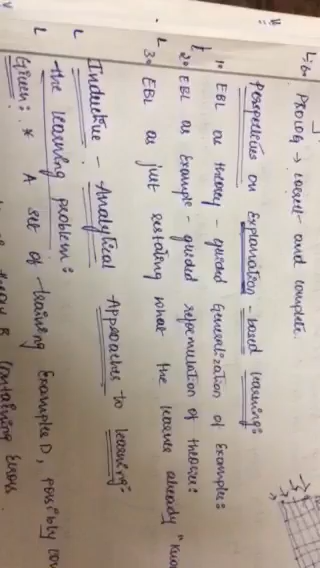 PROLOG → correct and complete.
Perspectives on Explanation-based learning:
1. EBL as theory-guided generalization of examples:
2. EBL as Example-guided reformulation of theories:
3. EBL as just restating what the learner already "know
Inductive - Analytical Approaches to learning:
The learning problem:
Given: * A set of training Examples D, possibly con
containing Errors